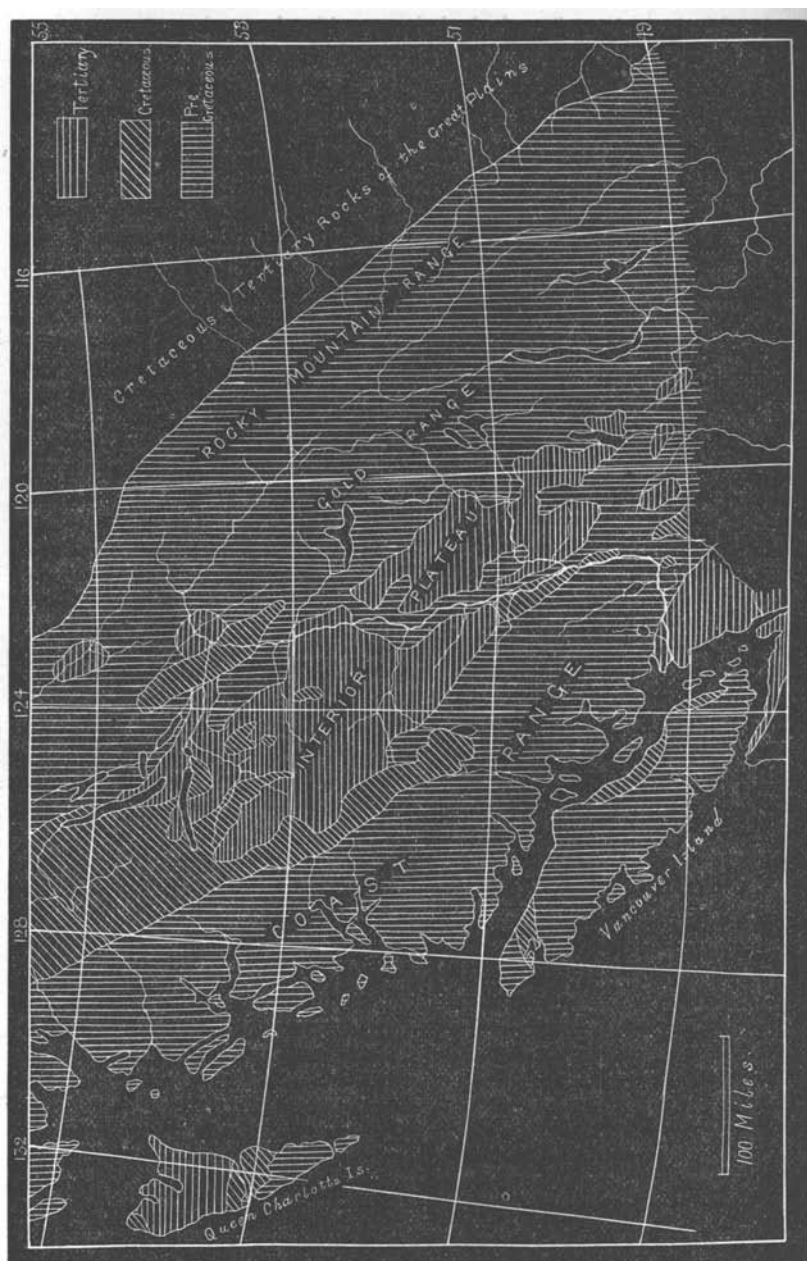 55
53
51
49
116
120
124
128
132
Tertiary
Cretaceous
Pre
Cretaceous
Cretaceous & Tertiary Rocks of the Great Plains
ROCKY MOUNTAIN RANGE
GOLD RANGE
INTERIOR PLATEAU
COAST RANGE
Vancouver Island
Queen Charlotte Is.
100 Miles.